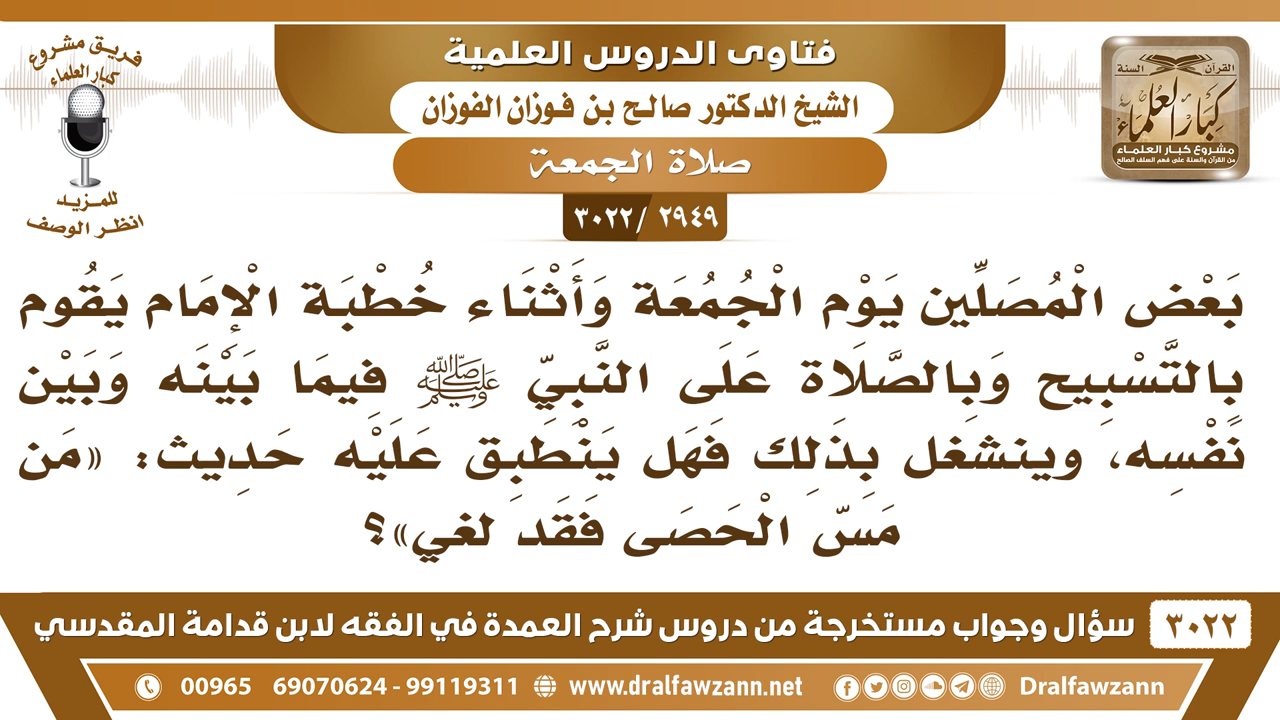 فتاوى الدروس العلمية
الشيخ الدكتور صالح بن فوزان الفوزان
صلاة الجمعة
٢٩٤٩ / ٣٠٢٢
القرآن السنة
كبار العلماء
مشروع كبار العلماء
من القرآن والسنة على فهم السلف الصالح
فريق مشروع
كبار العلماء
للمزيد
انظر الوصف
بَعْض الْمُصَلِّين يَوْم الْجُمُعَة وَأَثْنَاء خُطْبَة الْإِمَام يَقُوم
بِالتَّسْبِيح وَبِالصَّلَاة عَلَى النَّبِيّ ﷺ فِيمَا بَيْنَه وَبَيْن
نَفْسِه، وينشغل بِذَلِك فَهَل يَنْطَبِق عَلَيْه حَدِيث: «مَن
مَسّ الْحَصَى فَقَد لغي»؟
٣٠٢٢ سؤال وجواب مستخرجة من دروس شرح العمدة في الفقه لابن قدامة المقدسي
00965 69070624 - 99119311 www.dralfawzann.net Dralfawzann